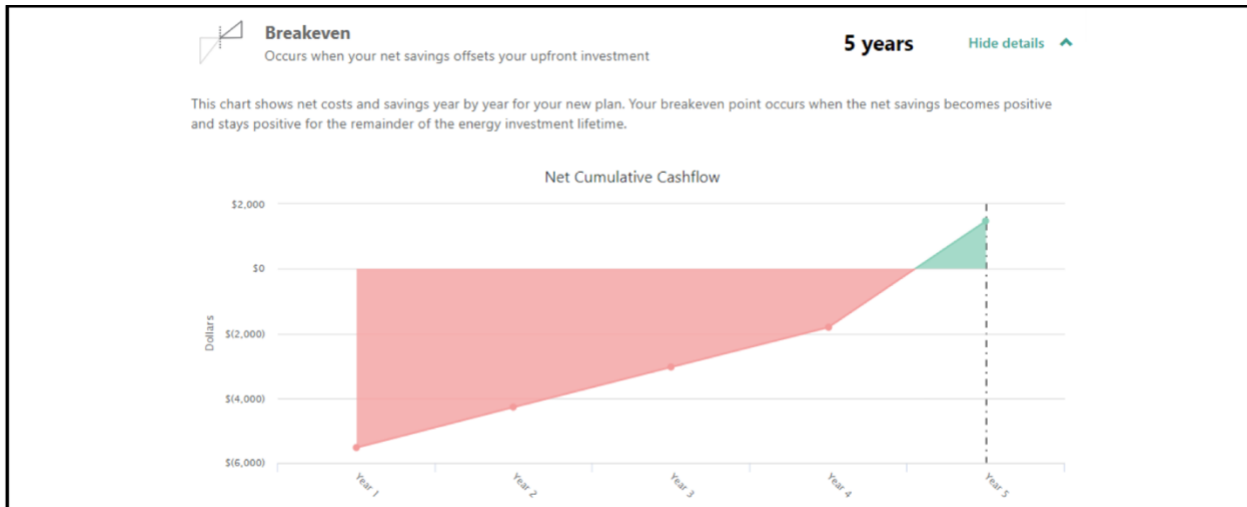 Breakeven
Occurs when your net savings offsets your upfront investment
5 years
Hide details
This chart shows net costs and savings year by year for your new plan. Your breakeven point occurs when the net savings becomes positive
and stays positive for the remainder of the energy investment lifetime.
Net Cumulative Cashflow
$2,000
$0
$(2,000)
$(4,000)
$(6,000)
Dollars
Year 1
Year 2
Year 3
Year 4
Year 5